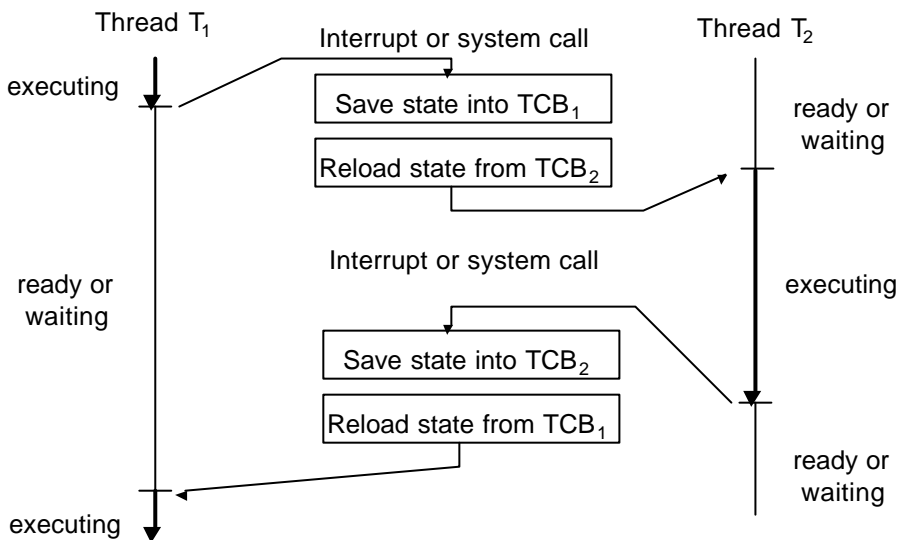 Thread T₁
Interrupt or system call
Thread T₂
executing
Save state into TCB₁
ready or
waiting
Reload state from TCB₂
ready or
waiting
Interrupt or system call
executing
Save state into TCB₂
Reload state from TCB₁
ready or
waiting
executing